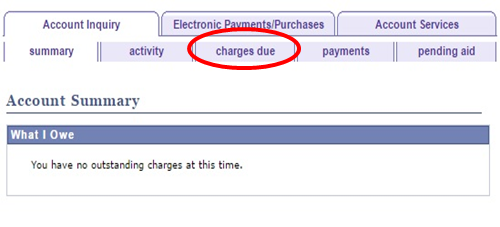 Account Inquiry Electronic Payments/Purchases Account Services
summary activity charges due payments pending aid
Account Summary
What I Owe
You have no outstanding charges at this time.